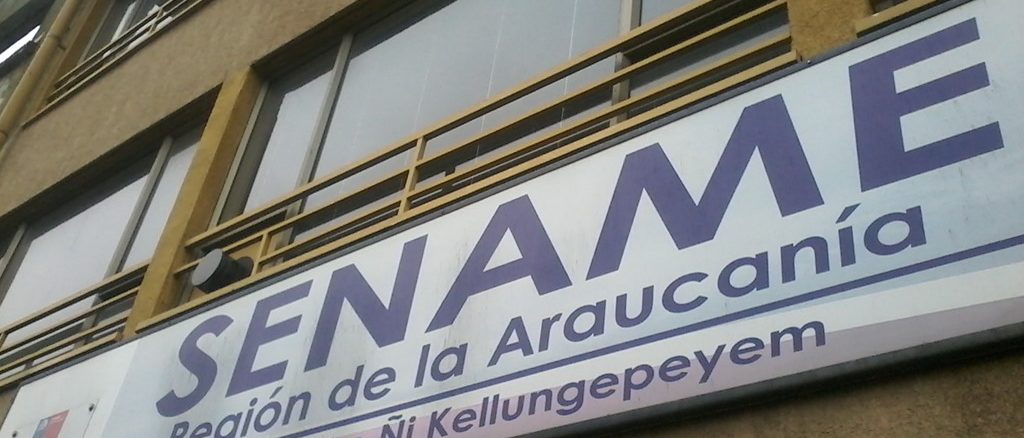 SENAME
Región de la Araucanía
Ñi Kellungepeyem